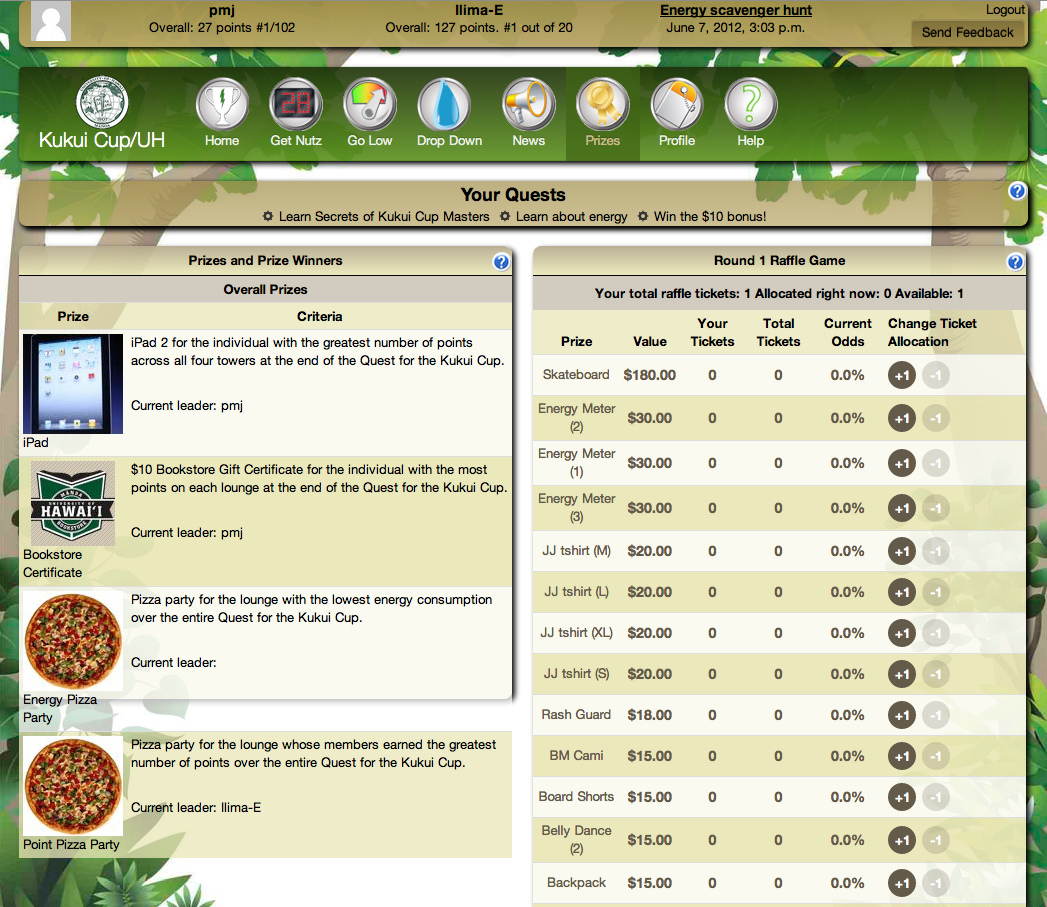 pmj
Overall: 27 points #1/102
Ilima-E
Overall: 127 points. #1 out of 20
Energy scavenger hunt
June 7, 2012, 3:03 p.m.
Logout
Send Feedback
Kukui Cup/UH
28
Home
Get Nutz
Go Low
Drop Down
News
Prizes
Profile
Help
Your Quests
Learn Secrets of Kukui Cup Masters Learn about energy Win the $10 bonus!
Prizes and Prize Winners
Overall Prizes
Prize Criteria
iPad 2 for the individual with the greatest number of points
across all four towers at the end of the Quest for the Kukui Cup.
Current leader: pmj
iPad
$10 Bookstore Gift Certificate for the individual with the most
points on each lounge at the end of the Quest for the Kukui Cup.
Current leader: pmj
MANOA
UNIVERSITY OF
HAWAI'I
BOOKSTORE
Bookstore
Certificate
Pizza party for the lounge with the lowest energy consumption
over the entire Quest for the Kukui Cup.
Current leader:
Energy Pizza
Party
Pizza party for the lounge whose members earned the greatest
number of points over the entire Quest for the Kukui Cup.
Current leader: Ilima-E
Point Pizza Party
Round 1 Raffle Game
Your total raffle tickets: 1 Allocated right now: 0 Available: 1
Prize Value Your Tickets Total Tickets Current Odds Change Ticket Allocation
Skateboard $180.00 0 0 0.0% +1 -1
Energy Meter (2) $30.00 0 0 0.0% +1 -1
Energy Meter (1) $30.00 0 0 0.0% +1 -1
Energy Meter (3) $30.00 0 0 0.0% +1 -1
JJ tshirt (M) $20.00 0 0 0.0% +1 -1
JJ tshirt (L) $20.00 0 0 0.0% +1 -1
JJ tshirt (XL) $20.00 0 0 0.0% +1 -1
JJ tshirt (S) $20.00 0 0 0.0% +1 -1
Rash Guard $18.00 0 0 0.0% +1 -1
BM Cami $15.00 0 0 0.0% +1 -1
Board Shorts $15.00 0 0 0.0% +1 -1
Belly Dance (2) $15.00 0 0 0.0% +1 -1
Backpack $15.00 0 0 0.0% +1 -1